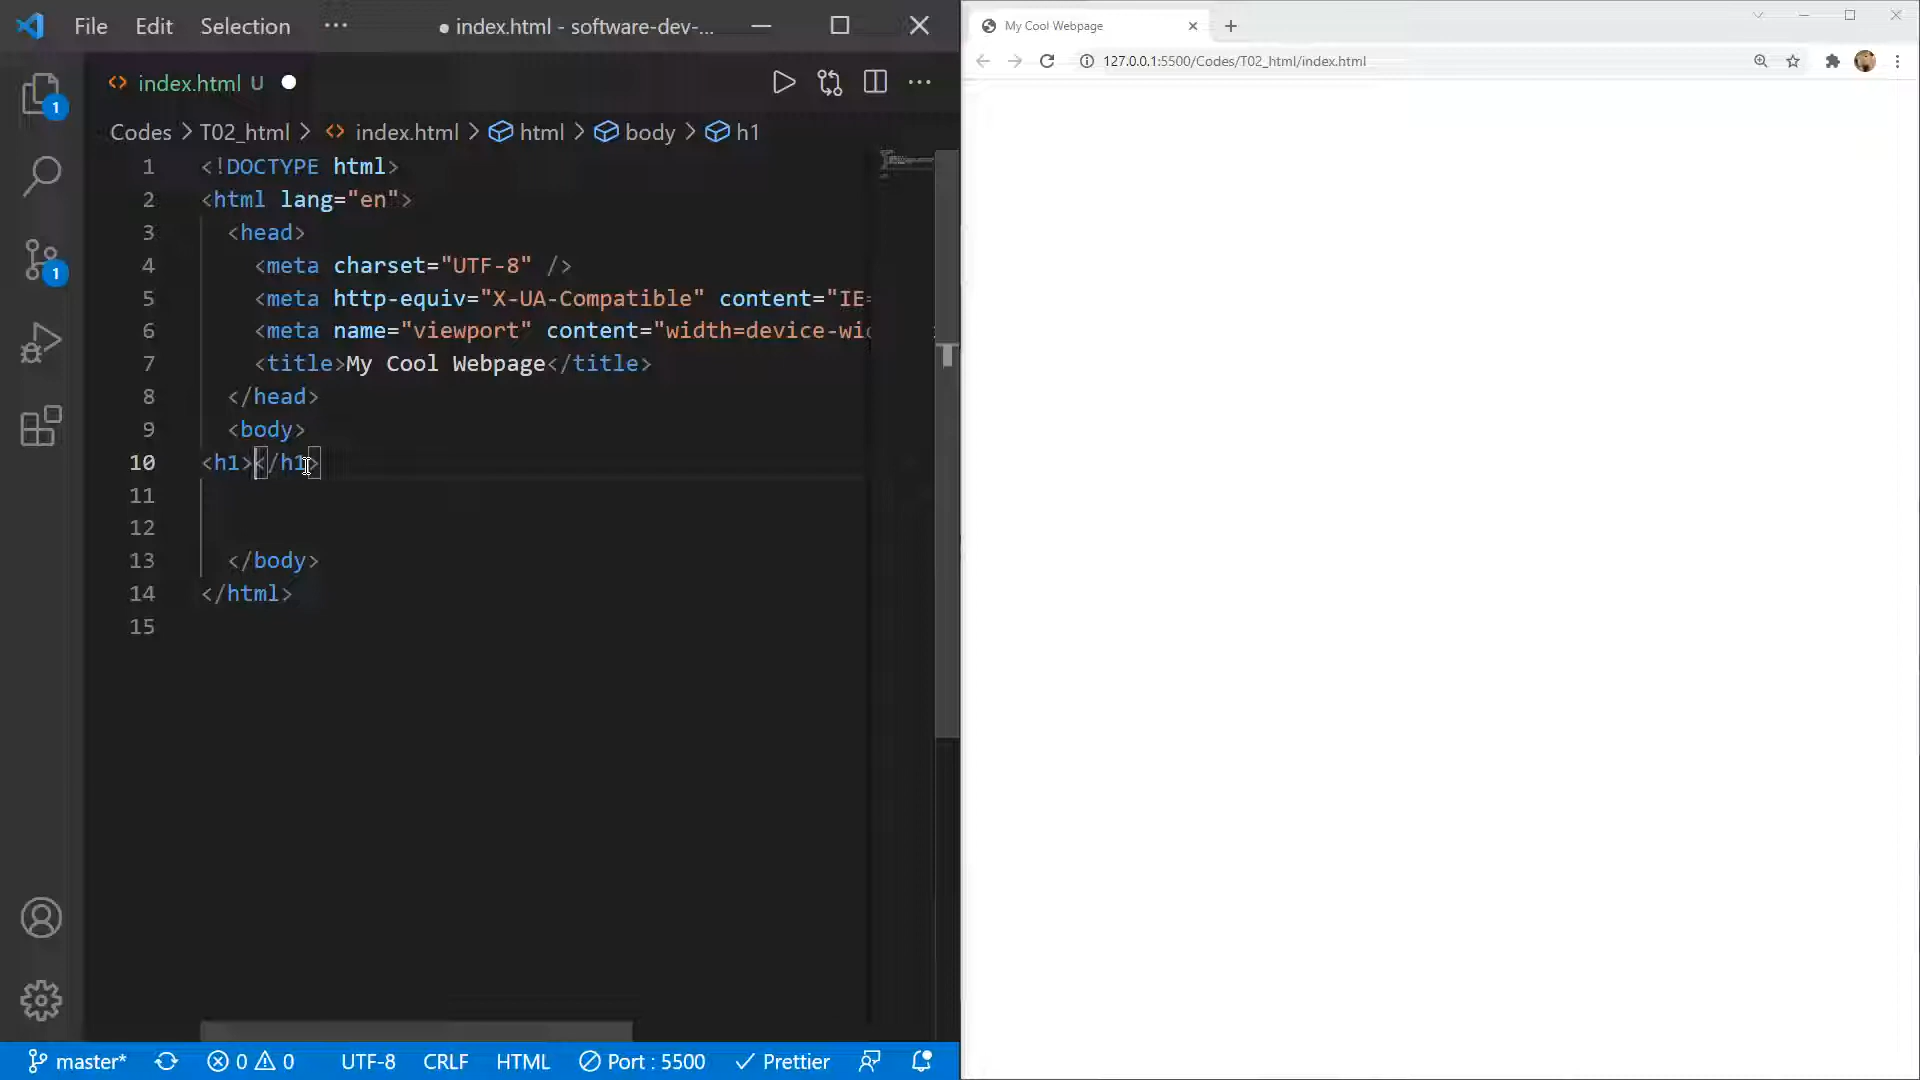 File Edit Selection ··· ● index.html - software-dev-...
index.html U ●
Codes > T02_html > index.html > html > body > h1
1 <!DOCTYPE html>
2 <html lang="en">
3 <head>
4 <meta charset="UTF-8" />
5 <meta http-equiv="X-UA-Compatible" content="IE=
6 <meta name="viewport" content="width=device-wi
7 <title>My Cool Webpage</title>
8 </head>
9 <body>
10 <h1></h1>
11
12
13 </body>
14 </html>
15
1
1
master* 0 0 UTF-8 CRLF HTML Port : 5500 Prettier
My Cool Webpage
127.0.0.1:5500/Codes/T02_html/index.html